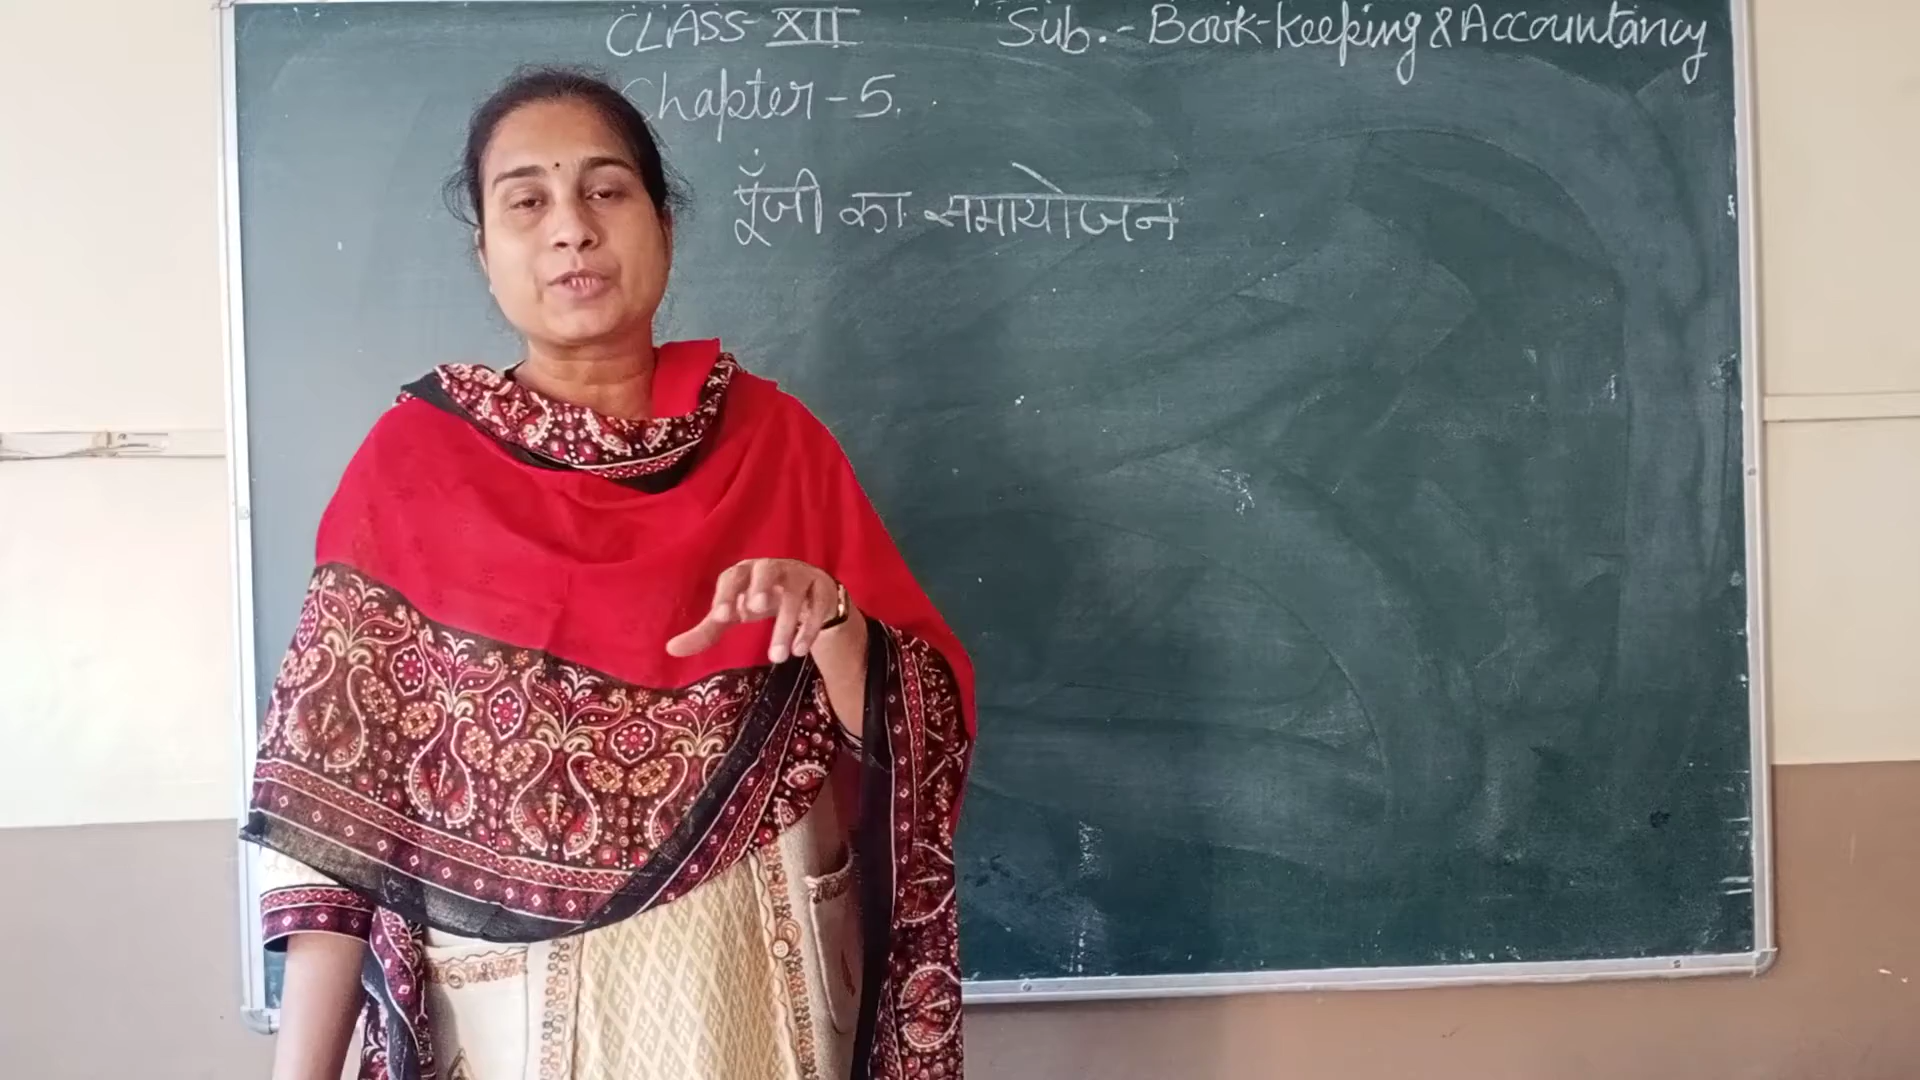 CLASS-XII Sub.- Book-keeping & Accountancy
Chapter-5.
पूँजी का समायोजन